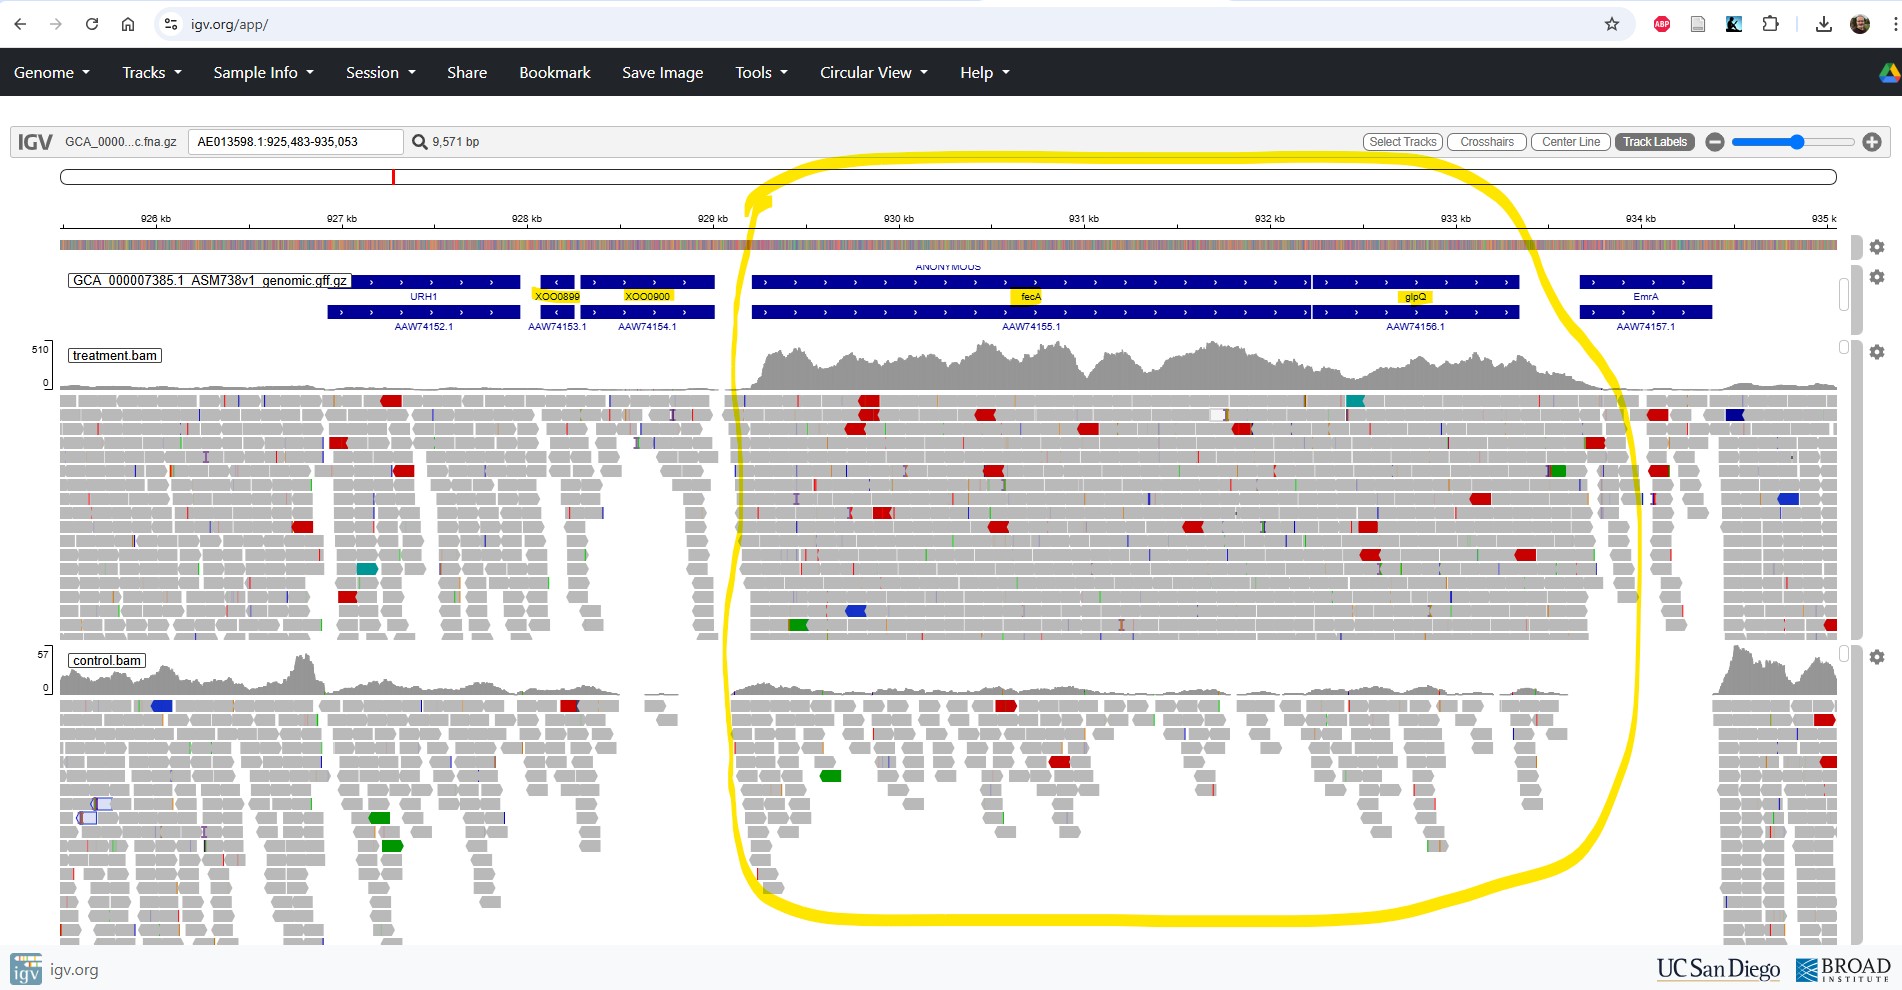 igv.org/app/
ABP
Genome Tracks Sample Info Session Share Bookmark Save Image Tools Circular View Help
IGV GCA_0000...c.fna.gz AE013598.1:925,483-935,053 9,571 bp Select Tracks Crosshairs Center Line Track Labels
926 kb 927 kb 928 kb 929 kb 930 kb 931 kb 932 kb 933 kb 934 kb 935 k
ANONYMOUS
GCA_000007385.1_ASM738v1_genomic.gff.gz
URH1 XOO0899 XOO0900 fecA glpQ EmrA
AAW74152.1 AAW74153.1 AAW74154.1 AAW74155.1 AAW74156.1 AAW74157.1
510
treatment.bam
0
57
control.bam
0
igv igv.org
UC San Diego
BROAD
INSTITUTE